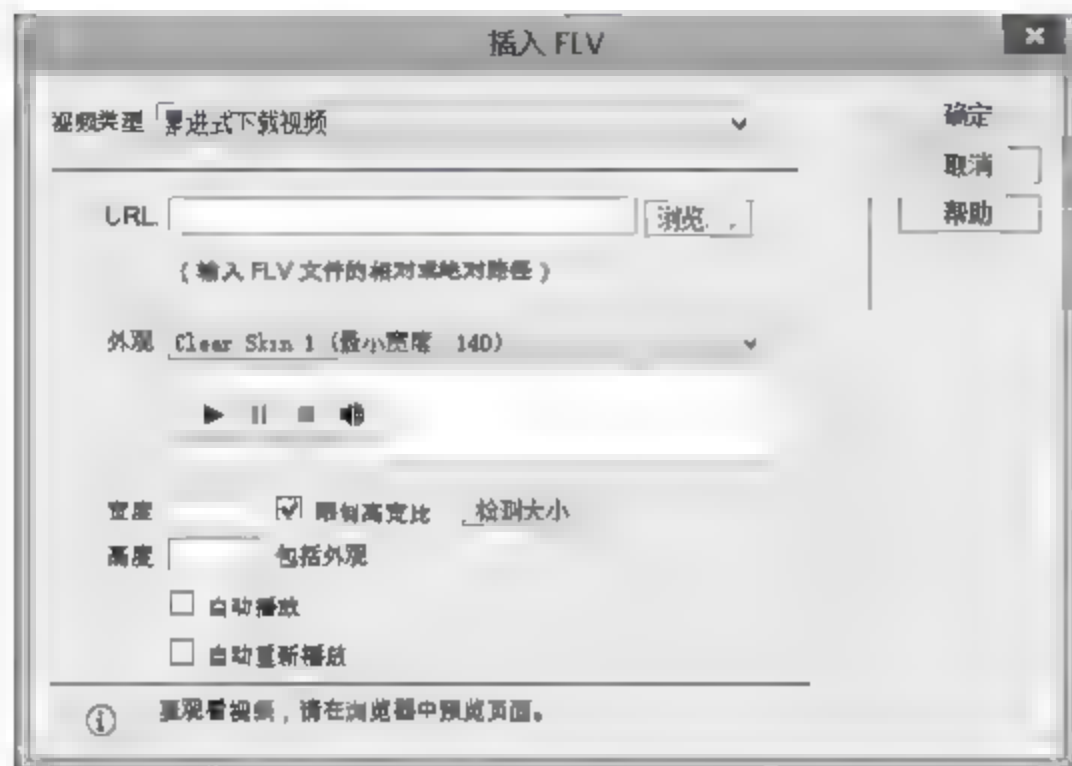 插入 FLV
视频类型 累进式下载视频
确定
取消
URL 浏览...
帮助
(输入 FLV 文件的相对或绝对路径)
外观 Clear Skin 1 (最小宽度 140)
宽度 限制高宽比 检测大小
高度 包括外观
自动播放
自动重新播放
要观看视频,请在浏览器中预览页面。